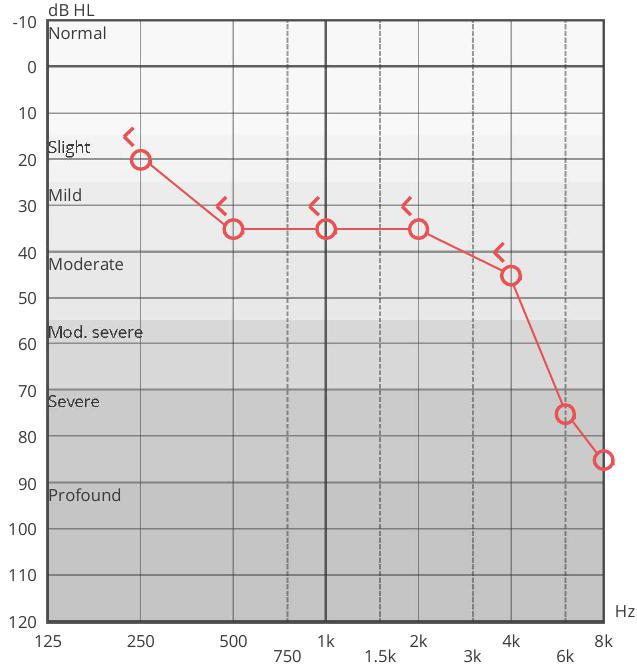 dB HL
-10
Normal
0
10
Slight
20
Mild
30
40
Moderate
50
Mod. severe
60
70
Severe
80
90
Profound
100
110
120
Hz
125 250 500 1k 2k 4k 8k
750 1.5k 3k 6k